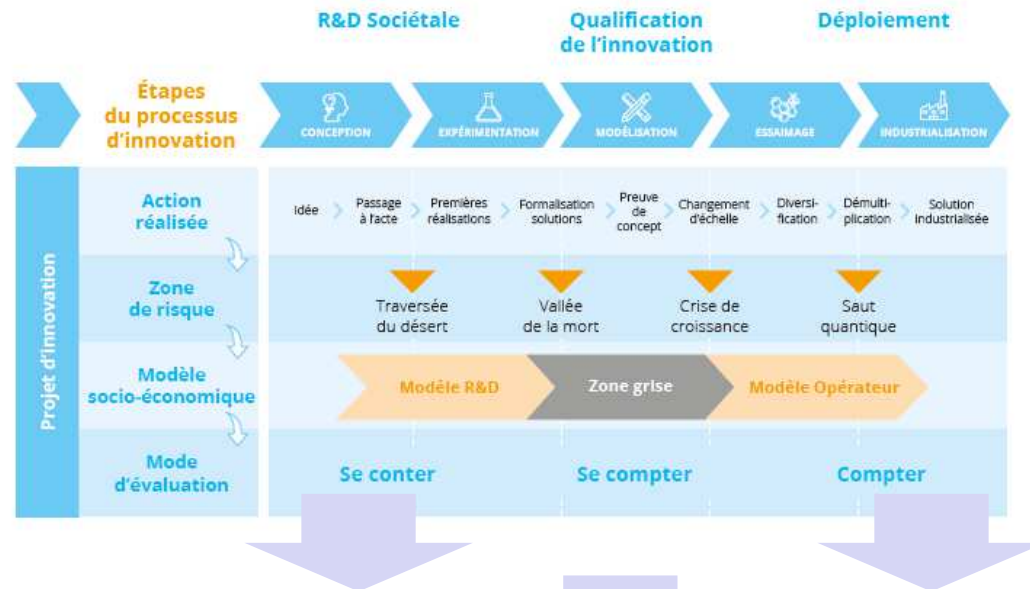 R&D Sociétale
Qualification
de l'innovation
Déploiement
Étapes
du processus
d'innovation
CONCEPTION
EXPÉRIMENTATION
MODÉLISATION
ESSAIMAGE
INDUSTRIALISATION
Projet d'innovation
Action
réalisée
Idée
Passage
à l'acte
Premières
réalisations
Formalisation
solutions
Preuve
de
concept
Changement
d'échelle
Diversi-
fication
Démulti-
plication
Solution
industrialisée
Zone
de risque
Traversée
du désert
Vallée
de la mort
Crise de
croissance
Saut
quantique
Modèle
socio-économique
Modèle R&D
Zone grise
Modèle Opérateur
Mode
d'évaluation
Se conter
Se compter
Compter